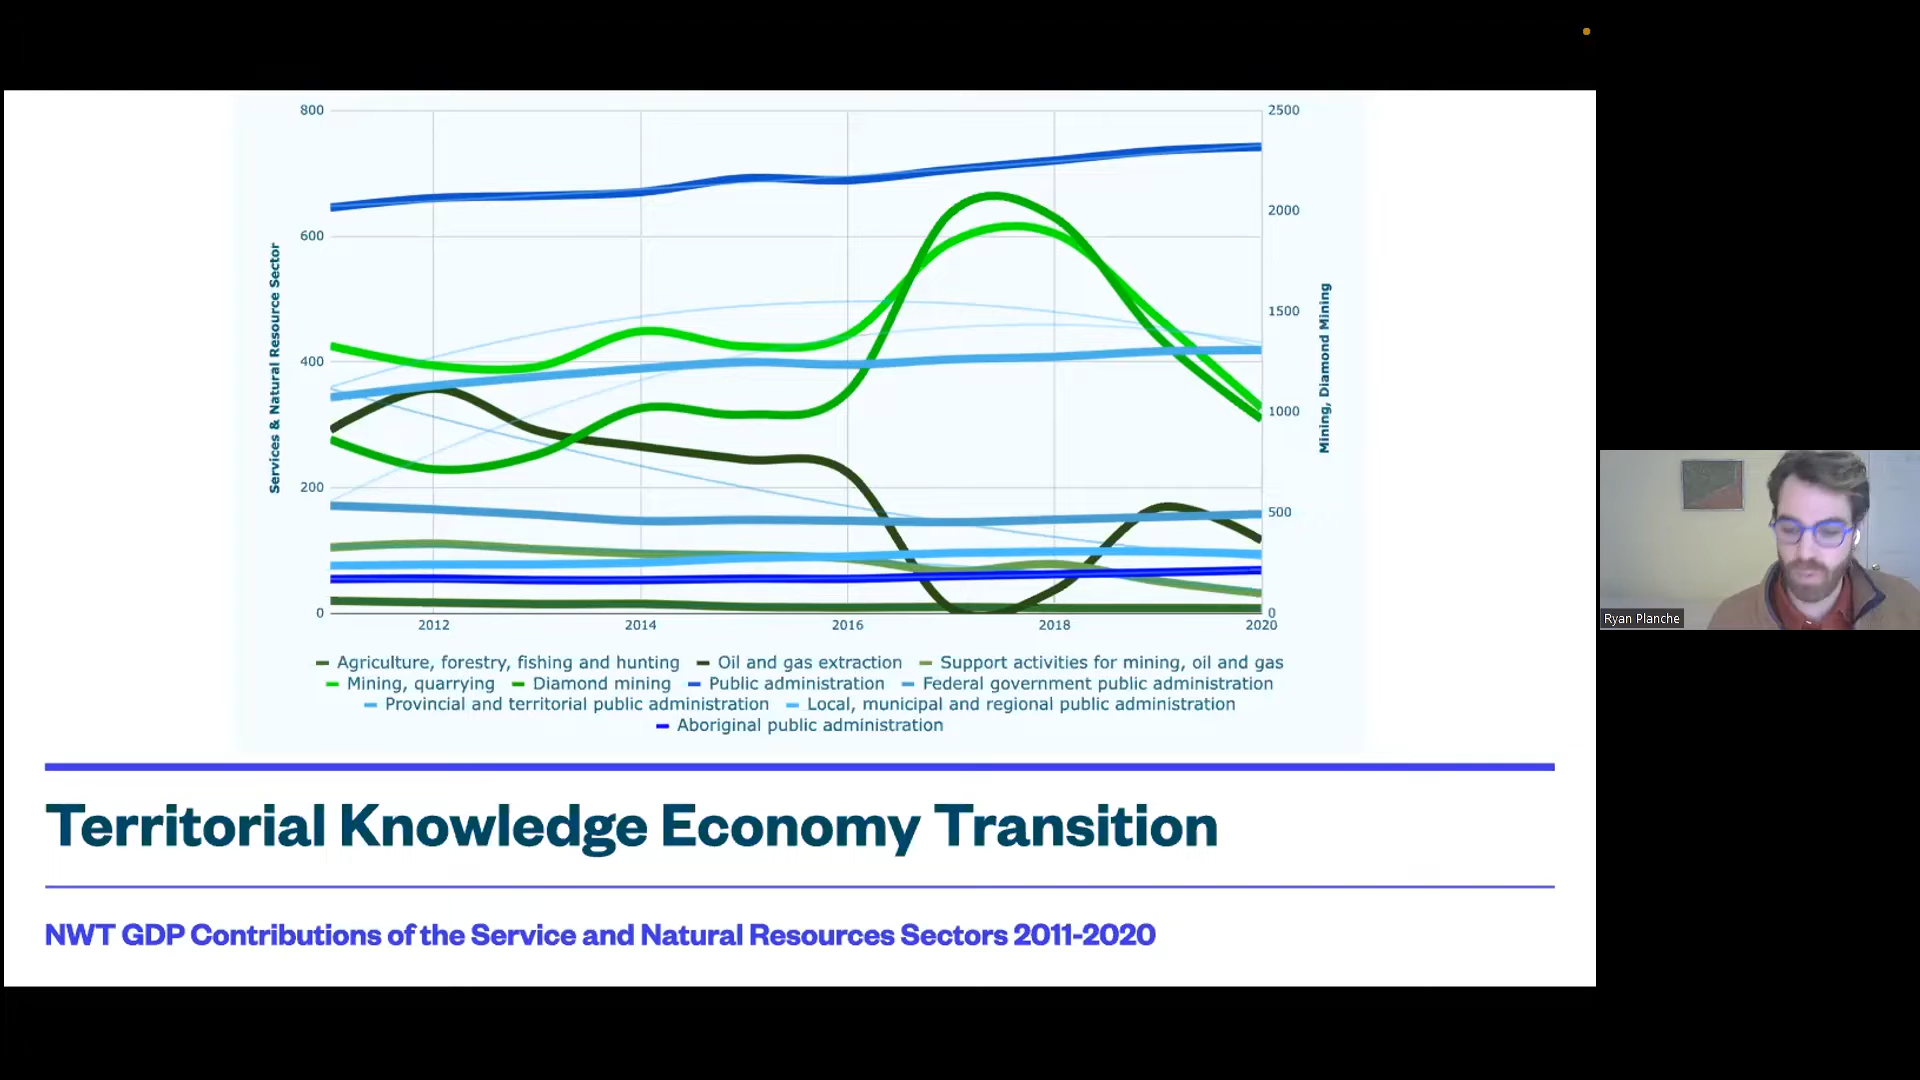 800
600
400
200
0
Services & Natural Resource Sector
2500
2000
1500
1000
500
0
Mining, Diamond Mining
2012 2014 2016 2018 2020
Agriculture, forestry, fishing and hunting Oil and gas extraction Support activities for mining, oil and gas
Mining, quarrying Diamond mining Public administration Federal government public administration
Provincial and territorial public administration Local, municipal and regional public administration
Aboriginal public administration
Territorial Knowledge Economy Transition
NWT GDP Contributions of the Service and Natural Resources Sectors 2011-2020
Ryan Planche